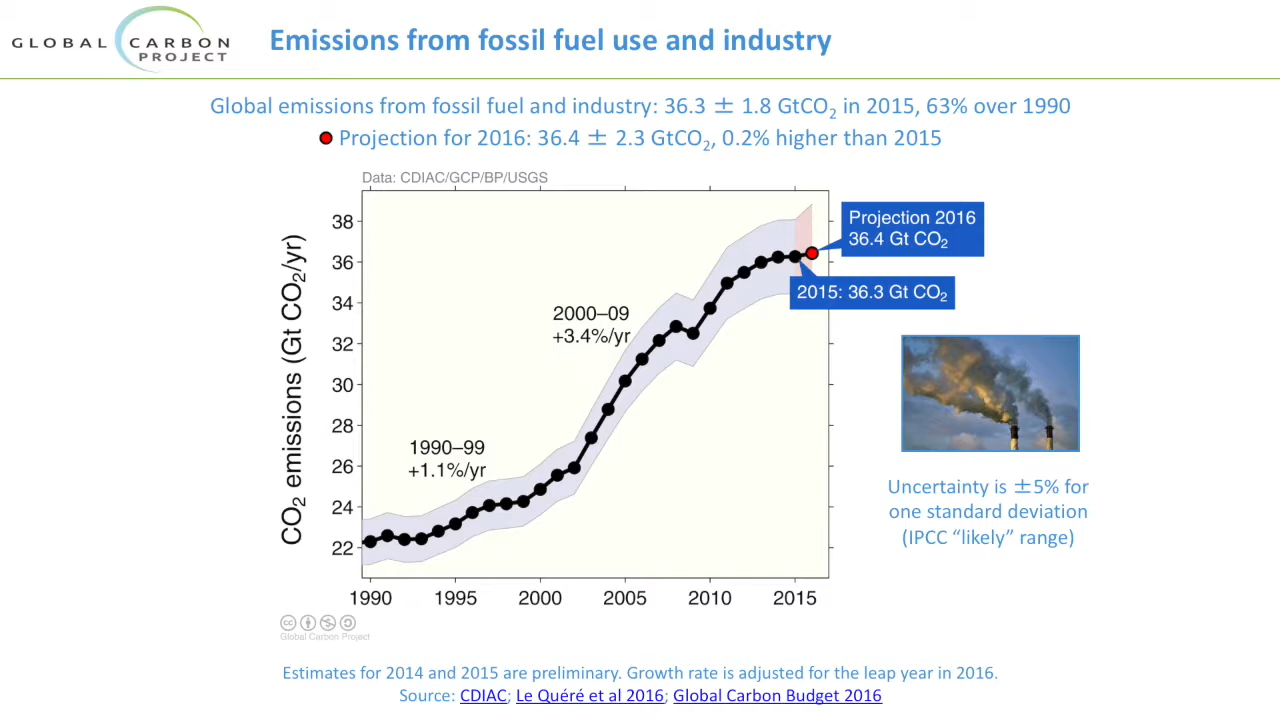 GLOBAL CARBON
PROJECT
Emissions from fossil fuel use and industry
Global emissions from fossil fuel and industry: 36.3 ± 1.8 GtCO₂ in 2015, 63% over 1990
Projection for 2016: 36.4 ± 2.3 GtCO₂, 0.2% higher than 2015
Data: CDIAC/GCP/BP/USGS
CO₂ emissions (Gt CO₂/yr)
38
36
34
32
30
28
26
24
22
1990 1995 2000 2005 2010 2015
1990–99
+1.1%/yr
2000–09
+3.4%/yr
Projection 2016
36.4 Gt CO₂
2015: 36.3 Gt CO₂
Uncertainty is ±5% for
one standard deviation
(IPCC “likely” range)
cc
Global Carbon Project
Estimates for 2014 and 2015 are preliminary. Growth rate is adjusted for the leap year in 2016.
Source: CDIAC; Le Quéré et al 2016; Global Carbon Budget 2016